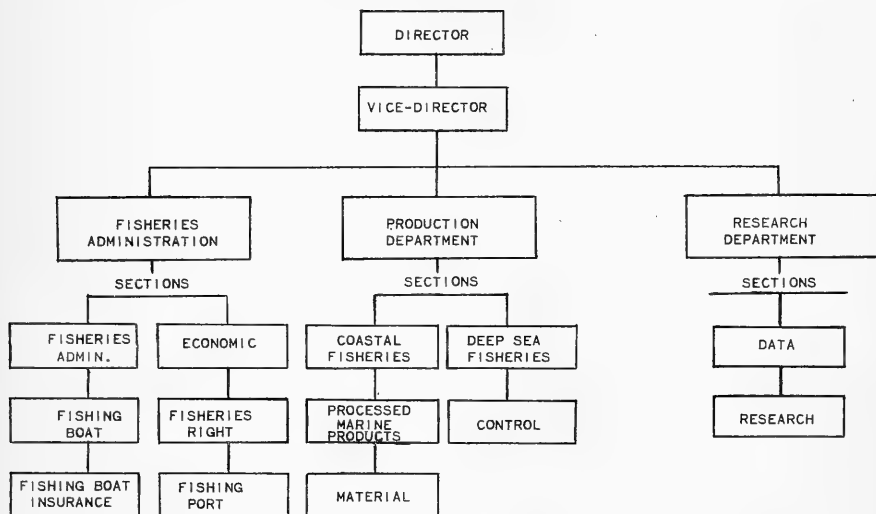 DIRECTOR
VICE-DIRECTOR
FISHERIES
ADMINISTRATION
PRODUCTION
DEPARTMENT
RESEARCH
DEPARTMENT
SECTIONS
SECTIONS
SECTIONS
FISHERIES
ADMIN.
ECONOMIC
COASTAL
FISHERIES
DEEP SEA
FISHERIES
DATA
FISHING
BOAT
FISHERIES
RIGHT
PROCESSED
MARINE
PRODUCTS
CONTROL
RESEARCH
FISHING BOAT
INSURANCE
FISHING
PORT
MATERIAL